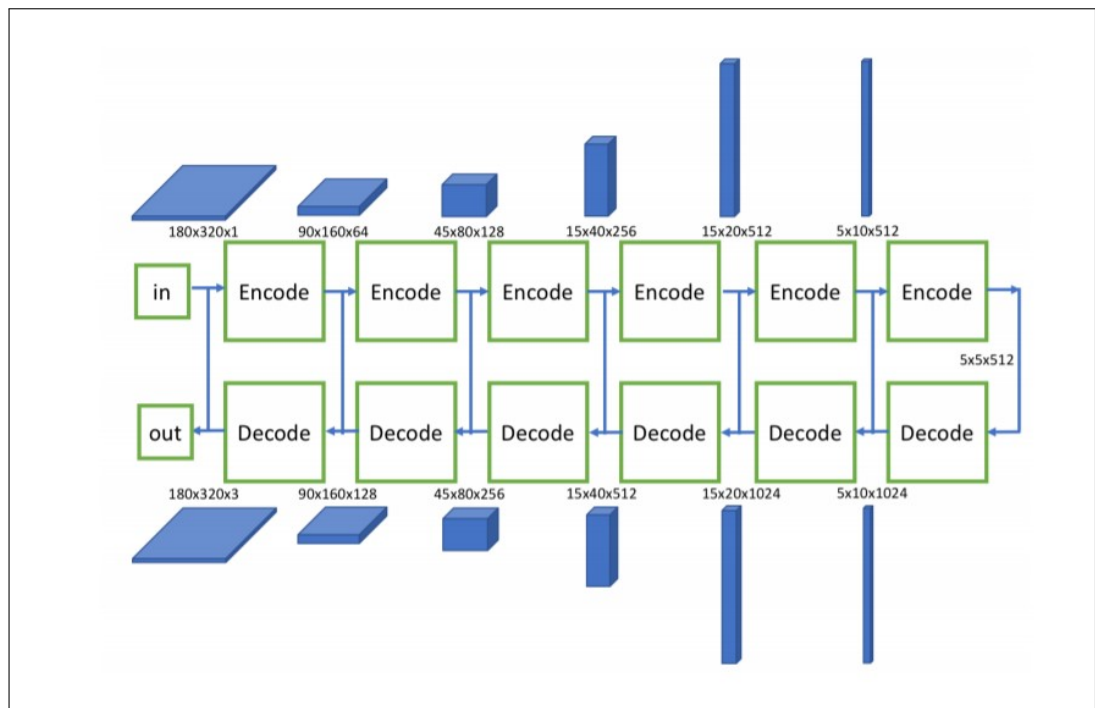 180x320x1 90x160x64 45x80x128 15x40x256 15x20x512 5x10x512
in Encode Encode Encode Encode Encode Encode
5x5x512
out Decode Decode Decode Decode Decode Decode
180x320x3 90x160x128 45x80x256 15x40x512 15x20x1024 5x10x1024